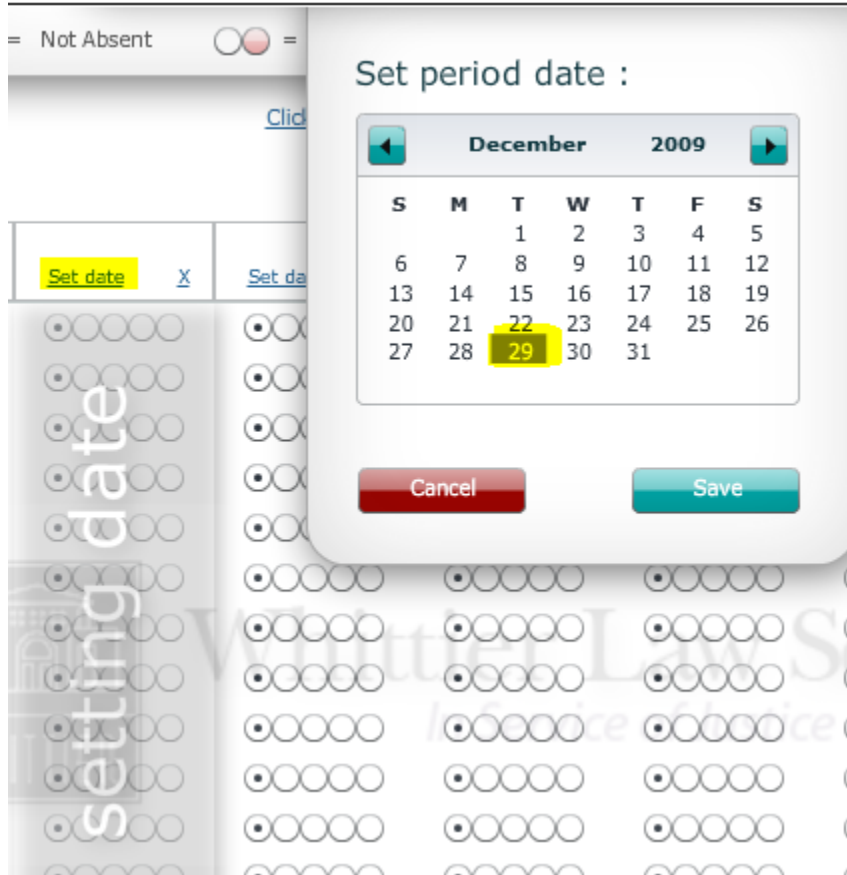 = Not Absent =
Set period date :
Click
December 2009
S M T W T F S
1 2 3 4 5
6 7 8 9 10 11 12
13 14 15 16 17 18 19
20 21 22 23 24 25 26
27 28 29 30 31
Set date X Set da
Cancel Save
setting date
Whittier Law S
In Service of Justice